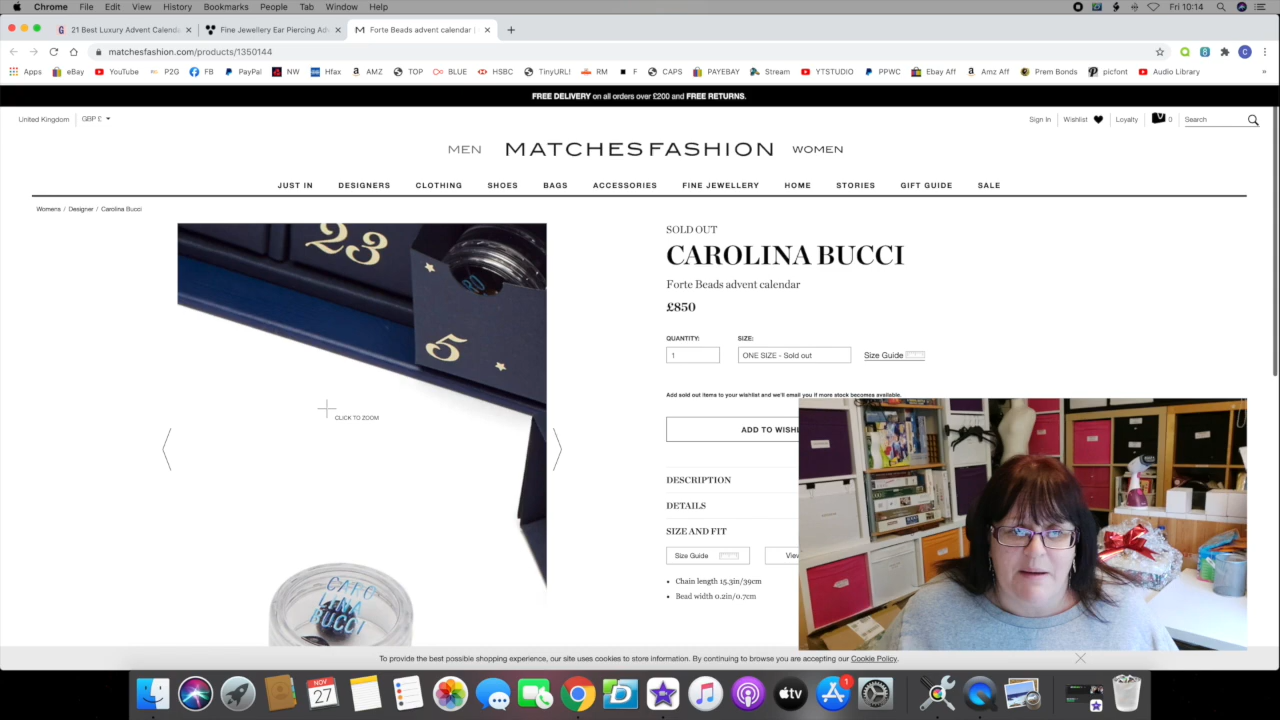 Chrome File Edit View History Bookmarks People Tab Window Help Fri 10:14
21 Best Luxury Advent Calenda Fine Jewellery Ear Piercing Adv Forte Beads advent calendar |
matchesfashion.com/products/1350144
Apps eBay YouTube P2G FB PayPal NW Hfax AMZ TOP BLUE HSBC TinyURL! RM F CAPS PAYEBAY Stream YTSTUDIO PPWC Ebay Aff Amz Aff Prem Bonds picfont Audio Library
FREE DELIVERY on all orders over £200 and FREE RETURNS.
United Kingdom GBP £ Sign In Wishlist Loyalty 0 Search
MEN MATCHESFASHION WOMEN
JUST IN DESIGNERS CLOTHING SHOES BAGS ACCESSORIES FINE JEWELLERY HOME STORIES GIFT GUIDE SALE
Womens / Designer / Carolina Bucci
23
5
CLICK TO ZOOM
CARO
INA
BUCCI
SOLD OUT
CAROLINA BUCCI
Forte Beads advent calendar
£850
QUANTITY: SIZE:
1 ONE SIZE - Sold out Size Guide
Add sold out items to your wishlist and we'll email you if more stock becomes available.
ADD TO WISHL
DESCRIPTION
DETAILS
SIZE AND FIT
Size Guide View
• Chain length 15.3in/39cm
• Bead width 0.2in/0.7cm
To provide the best possible shopping experience, our site uses cookies to store information. By continuing to browse you are accepting our Cookie Policy.
NOV
27
tv
1